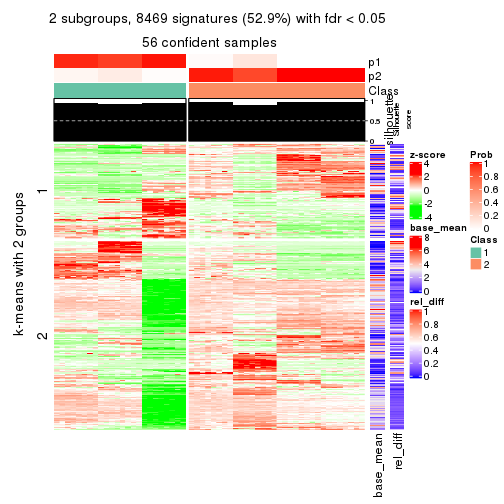 2 subgroups, 8469 signatures (52.9%) with fdr < 0.05
56 confident samples
p1
p2
Class
1
0.5
0
silhouette
Silhouette
score
k-means with 2 groups
1
2
z-score
4
2
0
-2
-4
base_mean
8
6
4
2
0
rel_diff
1
0.8
0.6
0.4
0.2
0
Prob
1
0.8
0.6
0.4
0.2
0
Class
1
2
base_mean
rel_diff